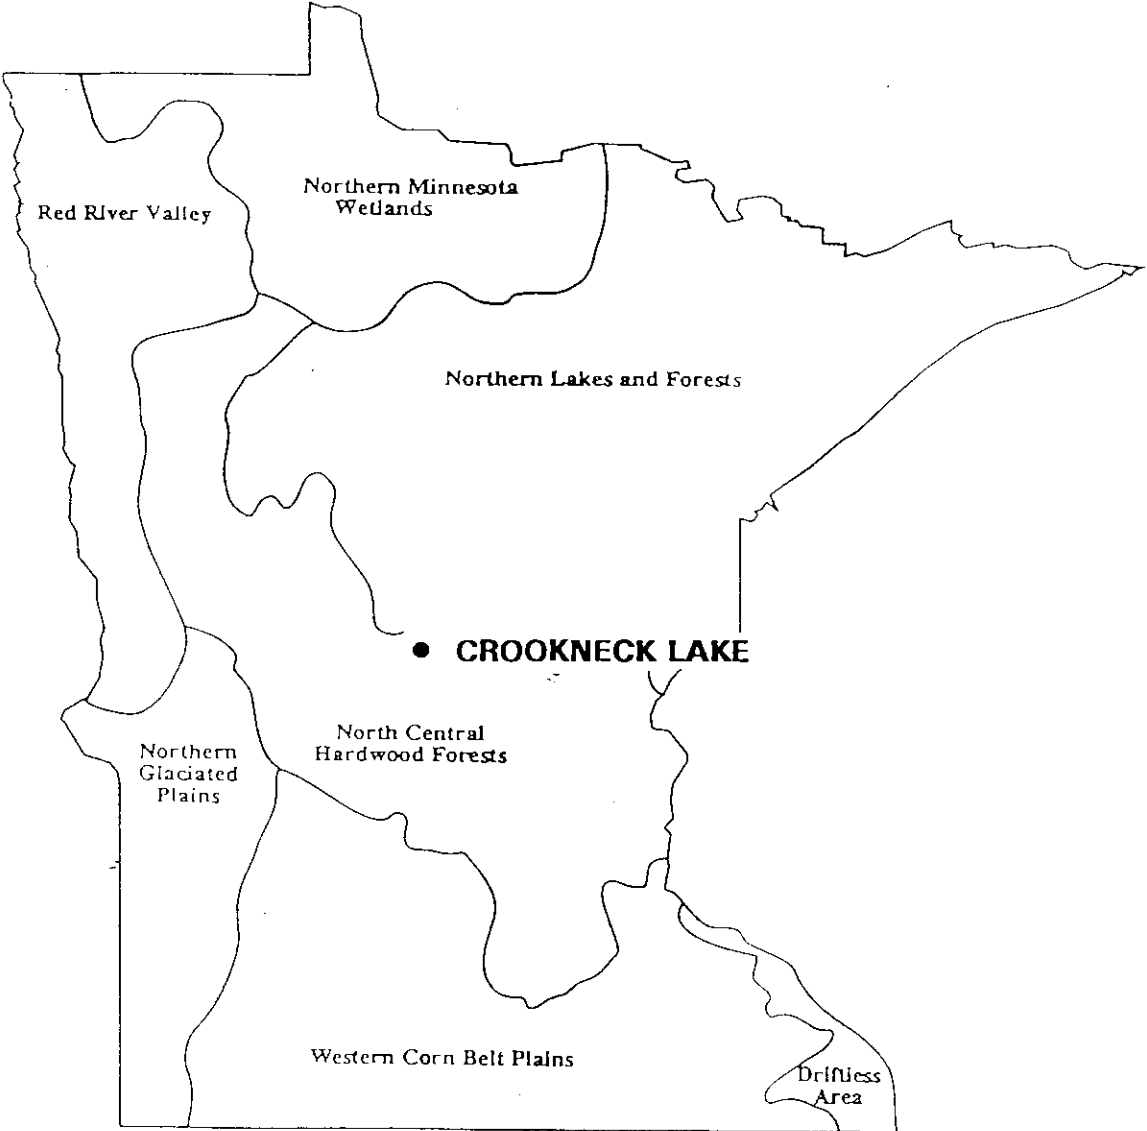 Northern Minnesota
Wetlands
Red River Valley
Northern Lakes and Forests
CROOKNECK LAKE
North Central
Hardwood Forests
Northern
Glaciated
Plains
Western Corn Belt Plains
Driftless
Area